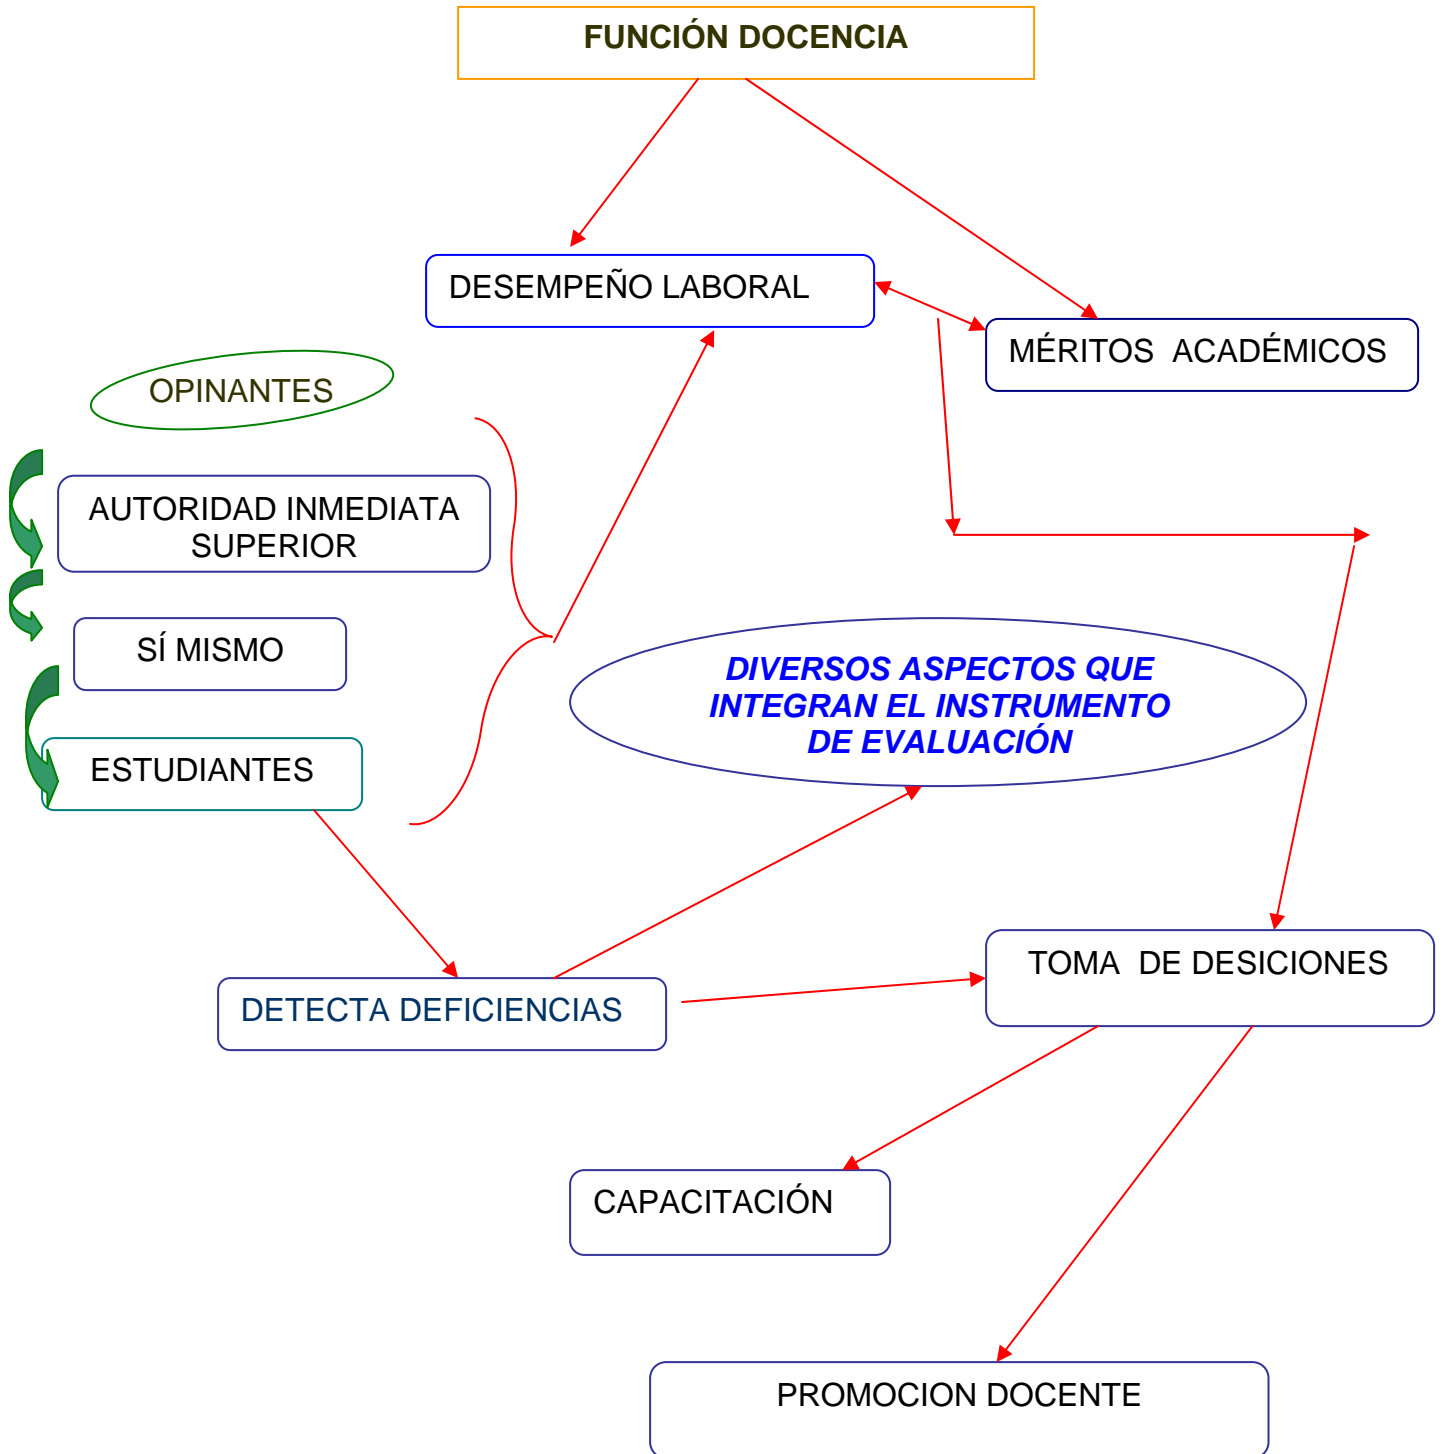 FUNCIÓN DOCENCIA
DESEMPEÑO LABORAL
MÉRITOS ACADÉMICOS
OPINANTES
AUTORIDAD INMEDIATA
SUPERIOR
SÍ MISMO
ESTUDIANTES
DIVERSOS ASPECTOS QUE
INTEGRAN EL INSTRUMENTO
DE EVALUACIÓN
DETECTA DEFICIENCIAS
TOMA DE DESICIONES
CAPACITACIÓN
PROMOCION DOCENTE